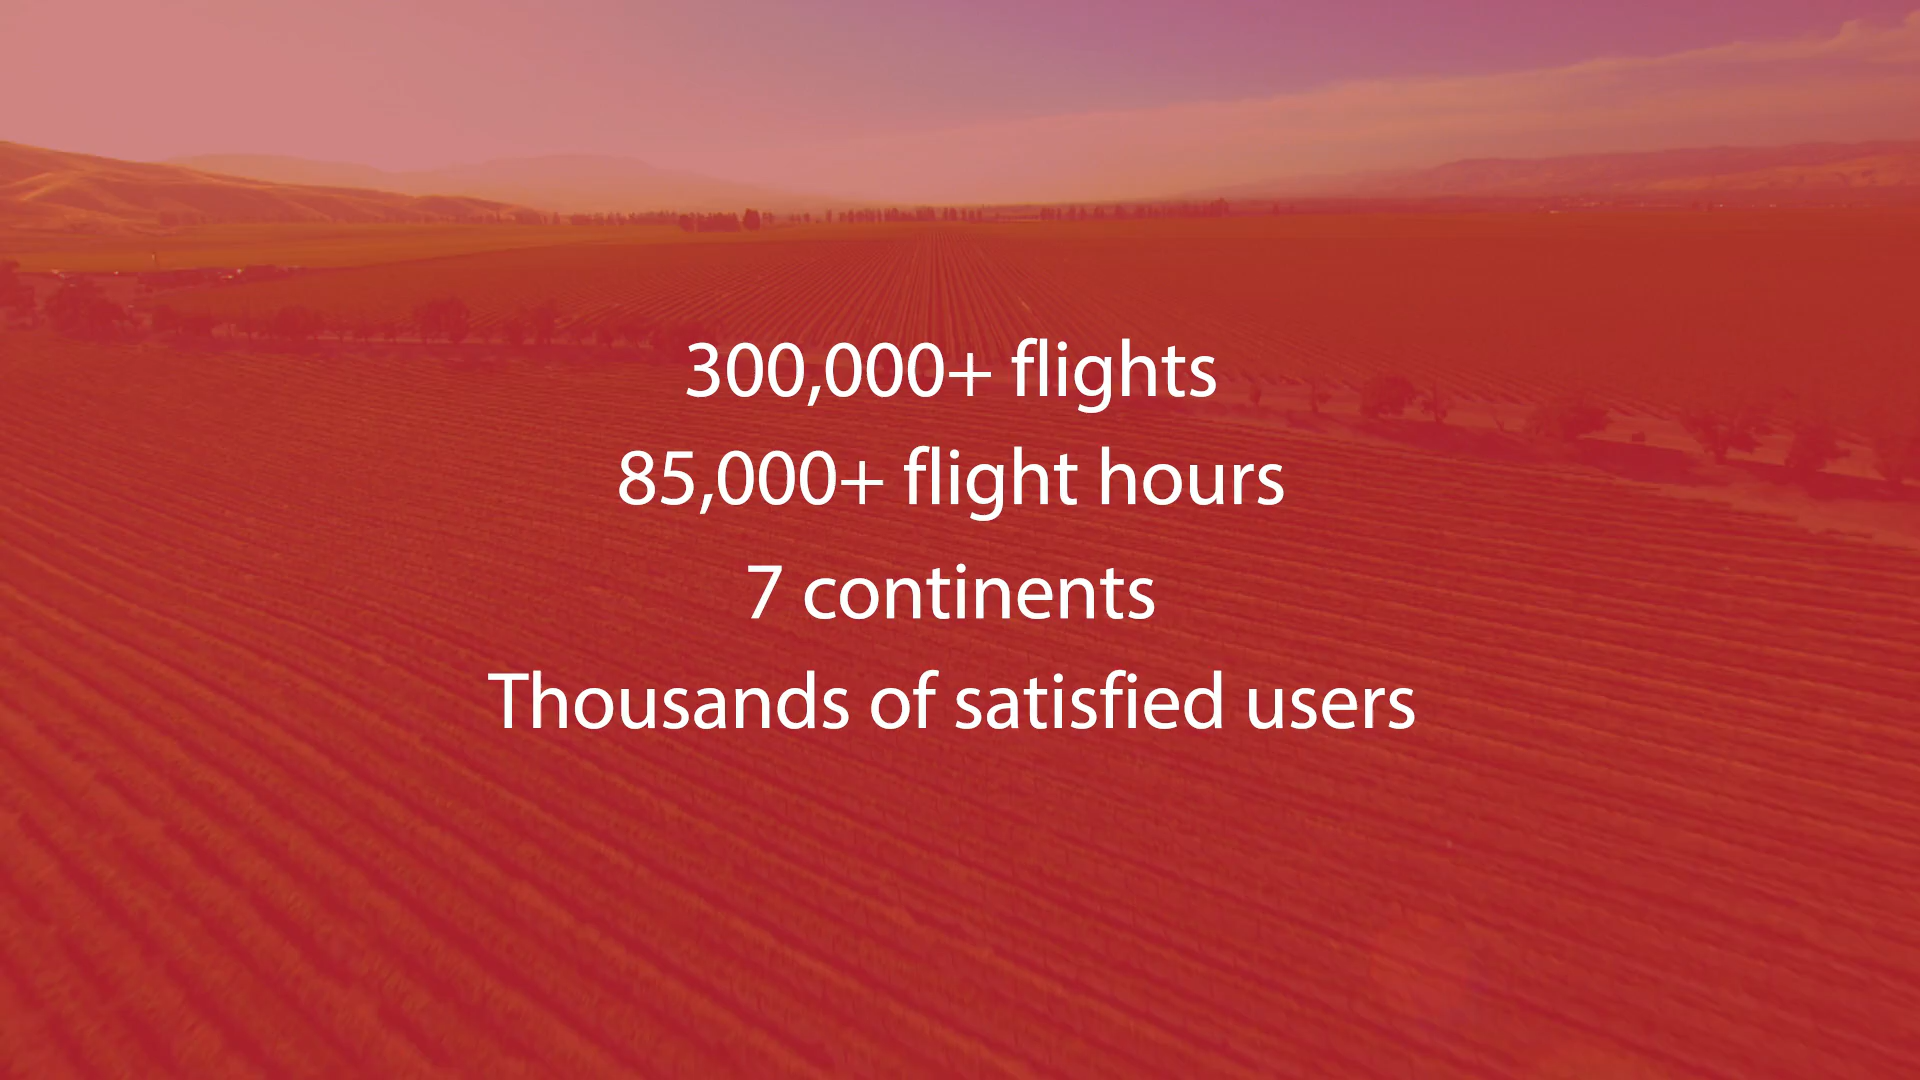 300,000+ flights
85,000+ flight hours
7 continents
Thousands of satisfied users